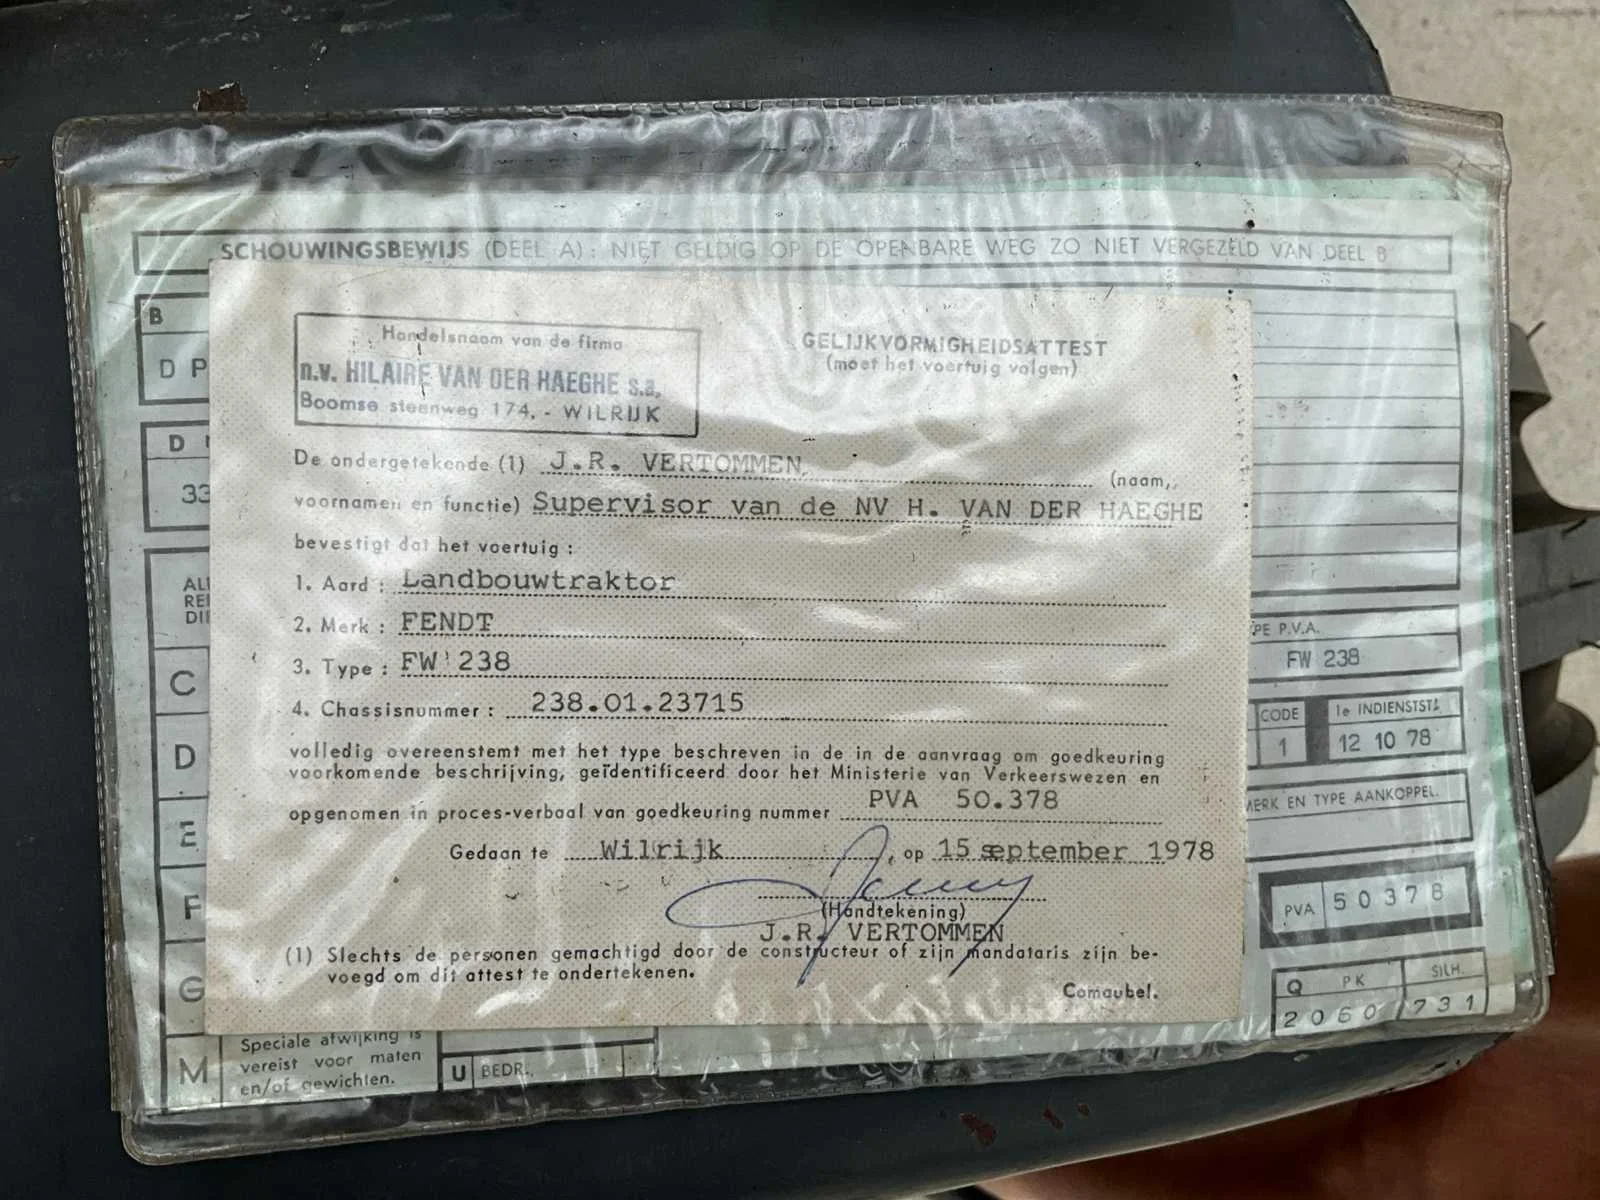 SCHOUWINGSBEWIJS (DEEL A): NIET GELDIG OP DE OPENBARE WEG ZO NIET VERGEZELD VAN DEEL B
B
D P
D
33
Handelsnaam van de firma
n.v. HILAIRE VAN DER HAEGHE s.a.
Boomse steenweg 174, - WILRIJK
GELIJKVORMIGHEIDSATTEST
(moet het voertuig volgen)
De ondergetekende (1) J.R. VERTOMMEN (naam,
voornamen en functie) Supervisor van de NV H. VAN DER HAEGHE
bevestigt dat het voertuig :
1. Aard : Landbouwtraktor
2. Merk : FENDT
3. Type : FW 238
4. Chassisnummer : 238.01.23715
volledig overeenstemt met het type beschreven in de in de aanvraag om goedkeuring
voorkomende beschrijving, geïdentificeerd door het Ministerie van Verkeerswezen en
opgenomen in proces-verbaal van goedkeuring nummer PVA 50.378
Gedaan te Wilrijk, op 15 september 1978
(Handtekening)
J.R. VERTOMMEN
(1) Slechts de personen gemachtigd door de constructeur of zijn mandataris zijn be-
voegd om dit attest te ondertekenen.
Comaubel.
AL
RE
DI
C
D
E
F
G
M
Speciale afwijking is
vereist voor maten
en/of gewichten.
U BEDR.
PE P.V.A.
FW 238
CODE
1
1e INDIENSTST.
12 10 78
MERK EN TYPE AANKOPPEL.
PVA 50378
Q PK SILH.
2060 731